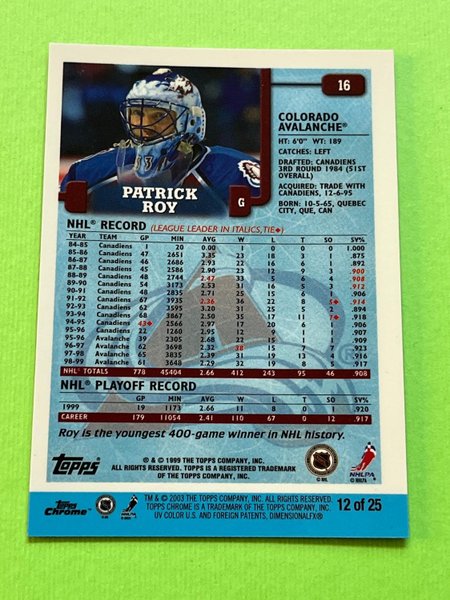 16
COLORADO
AVALANCHE®
HT: 6'0" WT: 189
CATCHES: LEFT
DRAFTED: CANADIENS
3RD ROUND 1984 (51ST
OVERALL)
ACQUIRED: TRADE WITH
CANADIENS, 12-6-95
BORN: 10-5-65, QUEBEC
CITY, QUE, CAN
33
PATRICK
ROY
G
NHL® RECORD (LEAGUE LEADER IN ITALICS, TIE♦)
YEAR TEAM GP MIN AVG W L T SO SV%
84-85 Canadiens 1 20 0.00 1 0 0 0 1.000
85-86 Canadiens 47 2651 3.35 23 18 3 1 .875
86-87 Canadiens 46 2686 2.93 22 16 6 1 .892
87-88 Canadiens 45 2586 2.90 23 12 9 3 .900
88-89 Canadiens 48 2744 2.47 33 5 6 4 .908
89-90 Canadiens 54 3173 2.53 31 16 5 3 .912
90-91 Canadiens 48 2835 2.71 25 15 6 1 .906
91-92 Canadiens 67 3935 2.36 36 22 8 5♦ .914
92-93 Canadiens 62 3595 3.20 31 25 5 2 .894
93-94 Canadiens 68 3867 2.50 35 17 11 7♦ .918
94-95 Canadiens 43♦ 2566 2.97 17 20 6 1 .906
95-96 Canadiens 22 1260 2.95 12 9 1 1 .907
95-96 Avalanche 39 2305 2.68 22 15 1 1 .909
96-97 Avalanche 62 3698 2.32 38 15 7 7 .923
97-98 Avalanche 65 3835 2.39 31 19 13 4 .916
98-99 Avalanche 61 3648 2.29 32 19 8 5 .917
NHL® TOTALS 778 45404 2.66 412 243 95 46 .908
NHL® PLAYOFF RECORD
1999 19 1173 2.66 11 8 0 1 .920
CAREER 179 11054 2.41 110 67 0 12 .917
Roy is the youngest 400-game winner in NHL history.
® & © 1999 THE TOPPS COMPANY, INC.
ALL RIGHTS RESERVED. TOPPS IS A REGISTERED TRADEMARK
OF THE TOPPS COMPANY, INC.
Topps
NHL
© NHL
NHLPA
© NHLPA
Topps Chrome
TM & © 2003 THE TOPPS COMPANY, INC. ALL RIGHTS RESERVED.
TOPPS CHROME IS A TRADEMARK OF THE TOPPS COMPANY, INC.
UV COLOR U.S. AND FOREIGN PATENTS, DIMENSIONALFX®
12 of 25